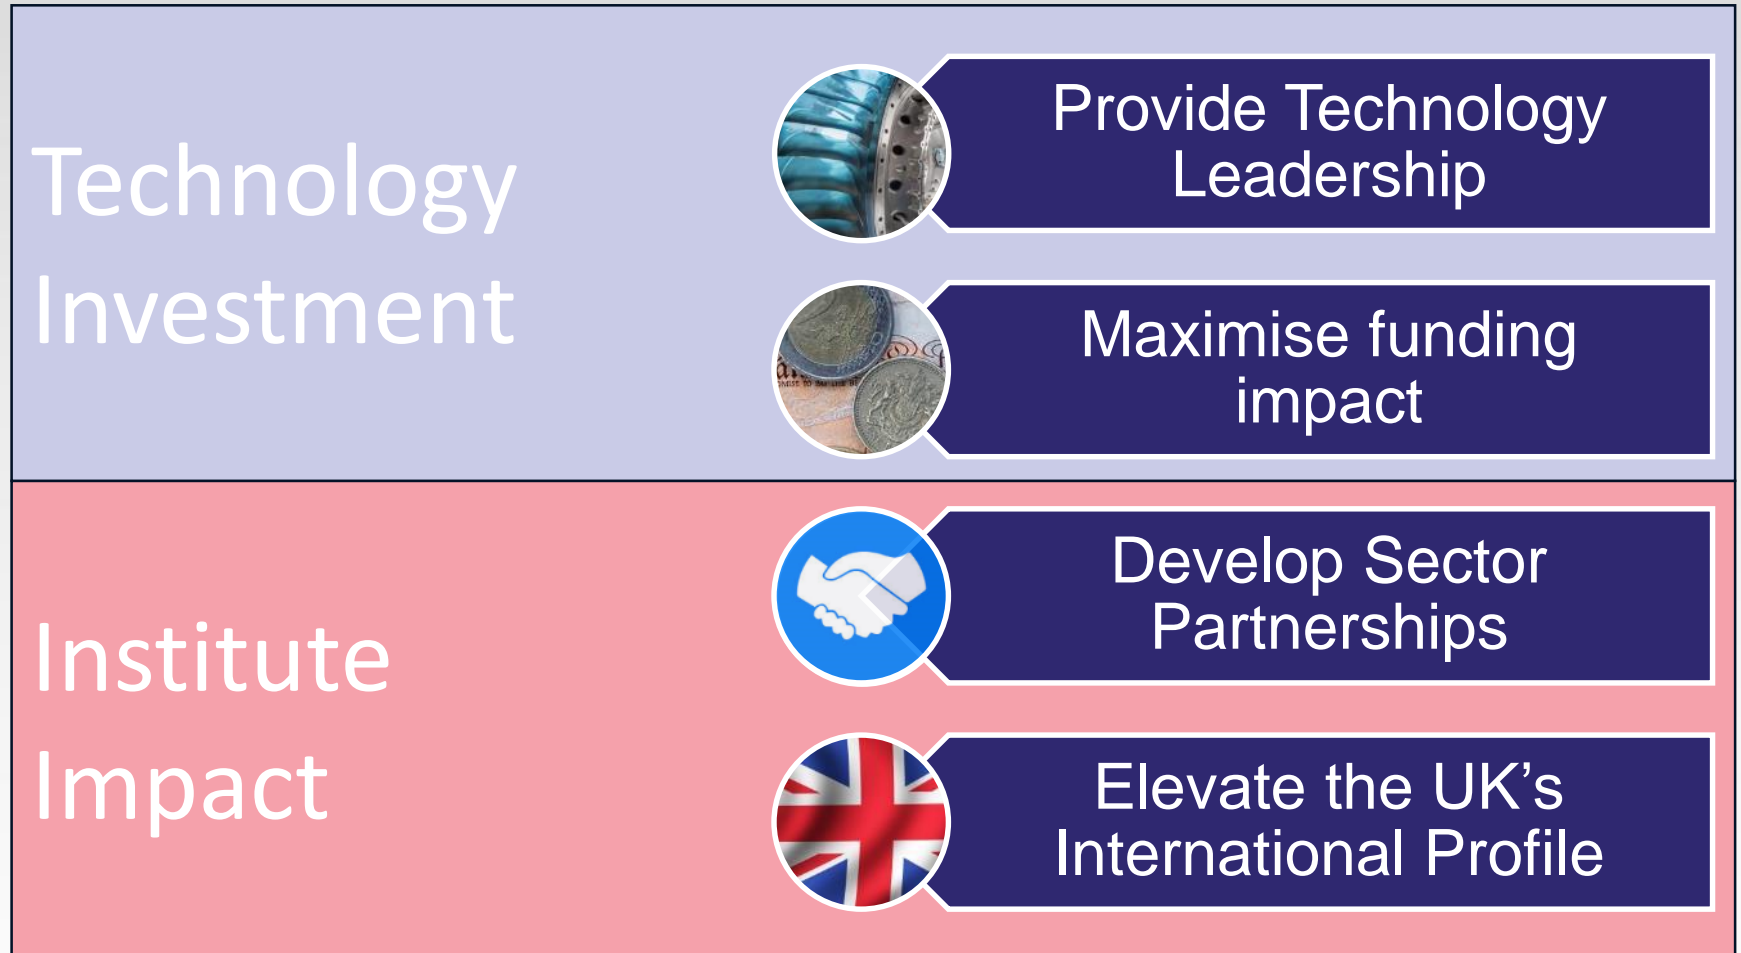 Technology
Investment
Provide Technology
Leadership
Maximise funding
impact
Institute
Impact
Develop Sector
Partnerships
Elevate the UK’s
International Profile